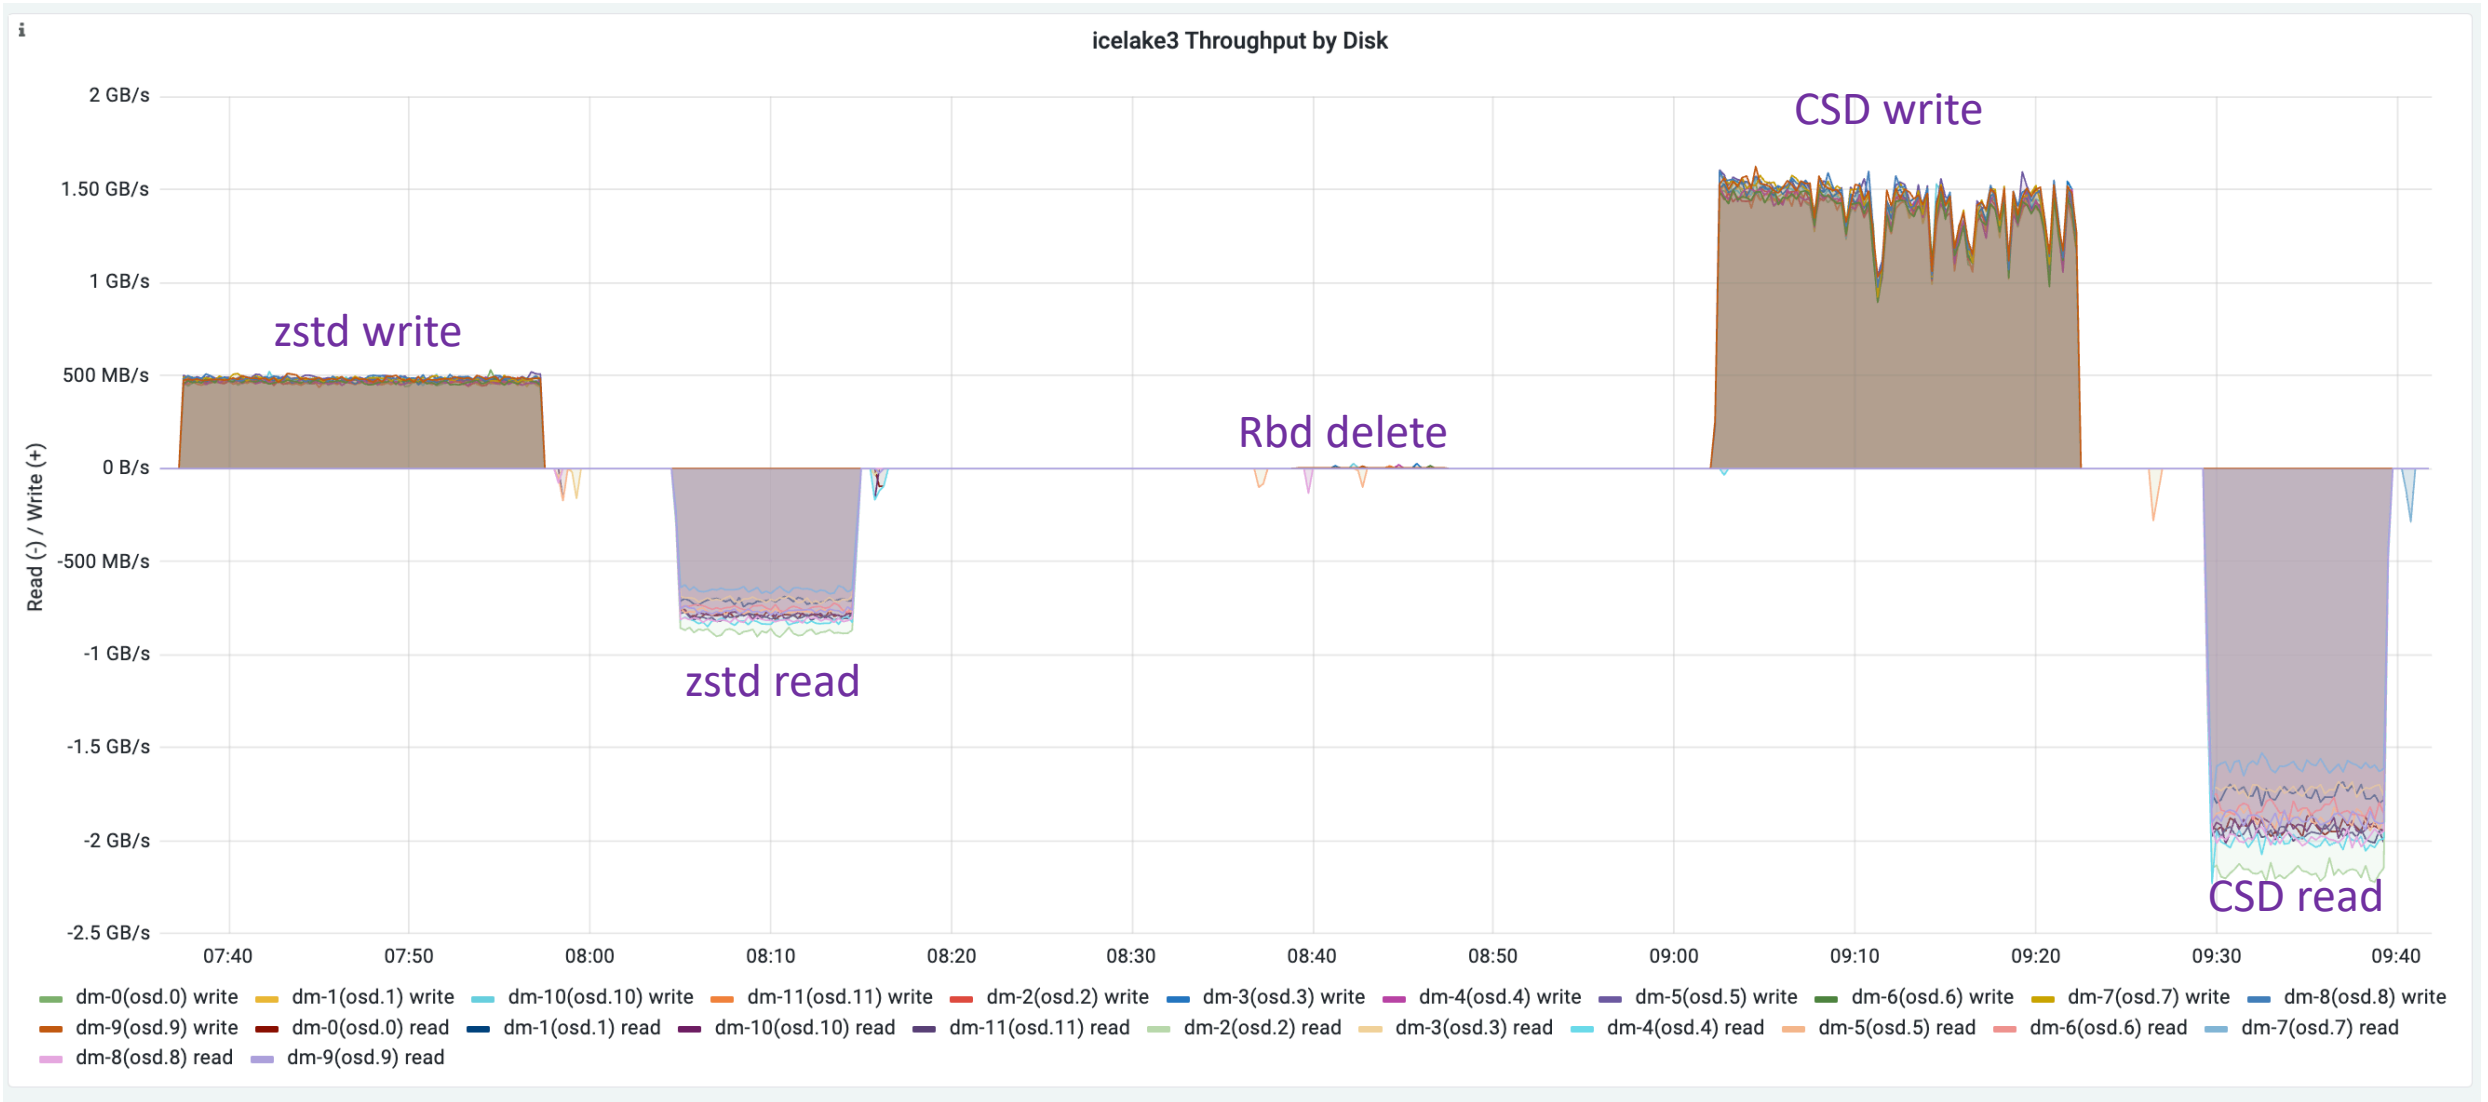 i
icelake3 Throughput by Disk
2 GB/s
CSD write
1.50 GB/s
1 GB/s
zstd write
500 MB/s
Rbd delete
0 B/s
Read (-) / Write (+)
-500 MB/s
-1 GB/s
zstd read
-1.5 GB/s
-2 GB/s
CSD read
-2.5 GB/s
07:40 07:50 08:00 08:10 08:20 08:30 08:40 08:50 09:00 09:10 09:20 09:30 09:40
dm-0(osd.0) write dm-1(osd.1) write dm-10(osd.10) write dm-11(osd.11) write dm-2(osd.2) write dm-3(osd.3) write dm-4(osd.4) write dm-5(osd.5) write dm-6(osd.6) write dm-7(osd.7) write dm-8(osd.8) write
dm-9(osd.9) write dm-0(osd.0) read dm-1(osd.1) read dm-10(osd.10) read dm-11(osd.11) read dm-2(osd.2) read dm-3(osd.3) read dm-4(osd.4) read dm-5(osd.5) read dm-6(osd.6) read dm-7(osd.7) read
dm-8(osd.8) read dm-9(osd.9) read